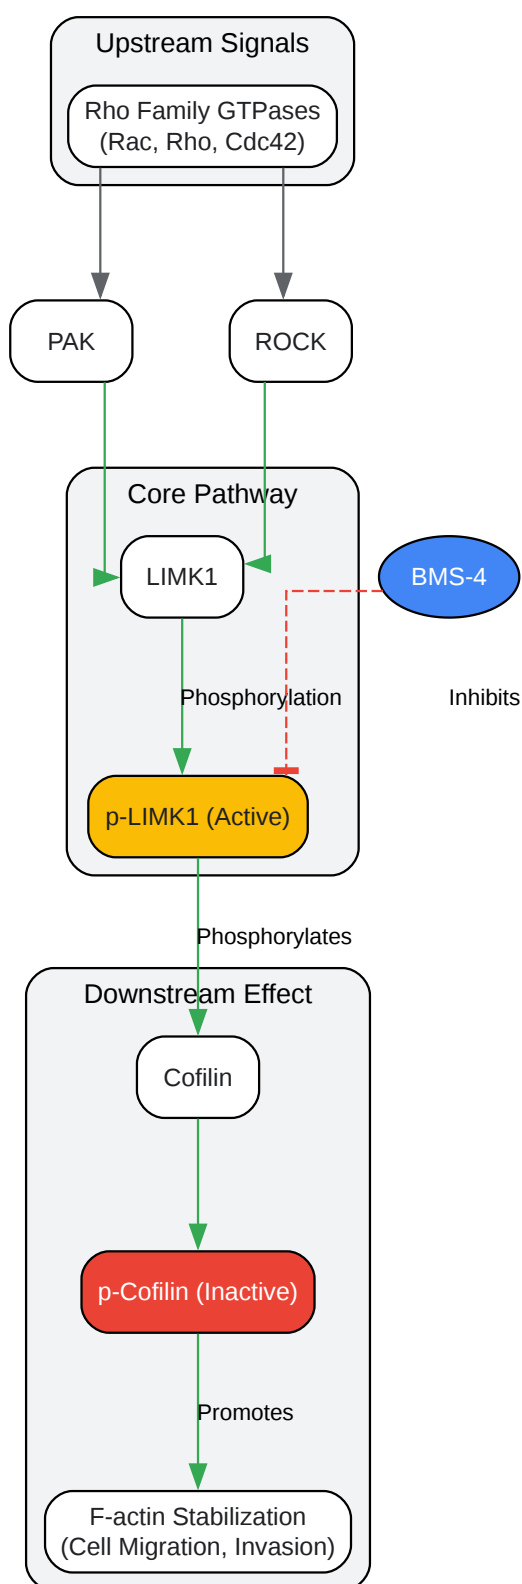 Upstream Signals
Rho Family GTPases
(Rac, Rho, Cdc42)
PAK
ROCK
Core Pathway
LIMK1
BMS-4
Phosphorylation
Inhibits
p-LIMK1 (Active)
Phosphorylates
Downstream Effect
Cofilin
p-Cofilin (Inactive)
Promotes
F-actin Stabilization
(Cell Migration, Invasion)